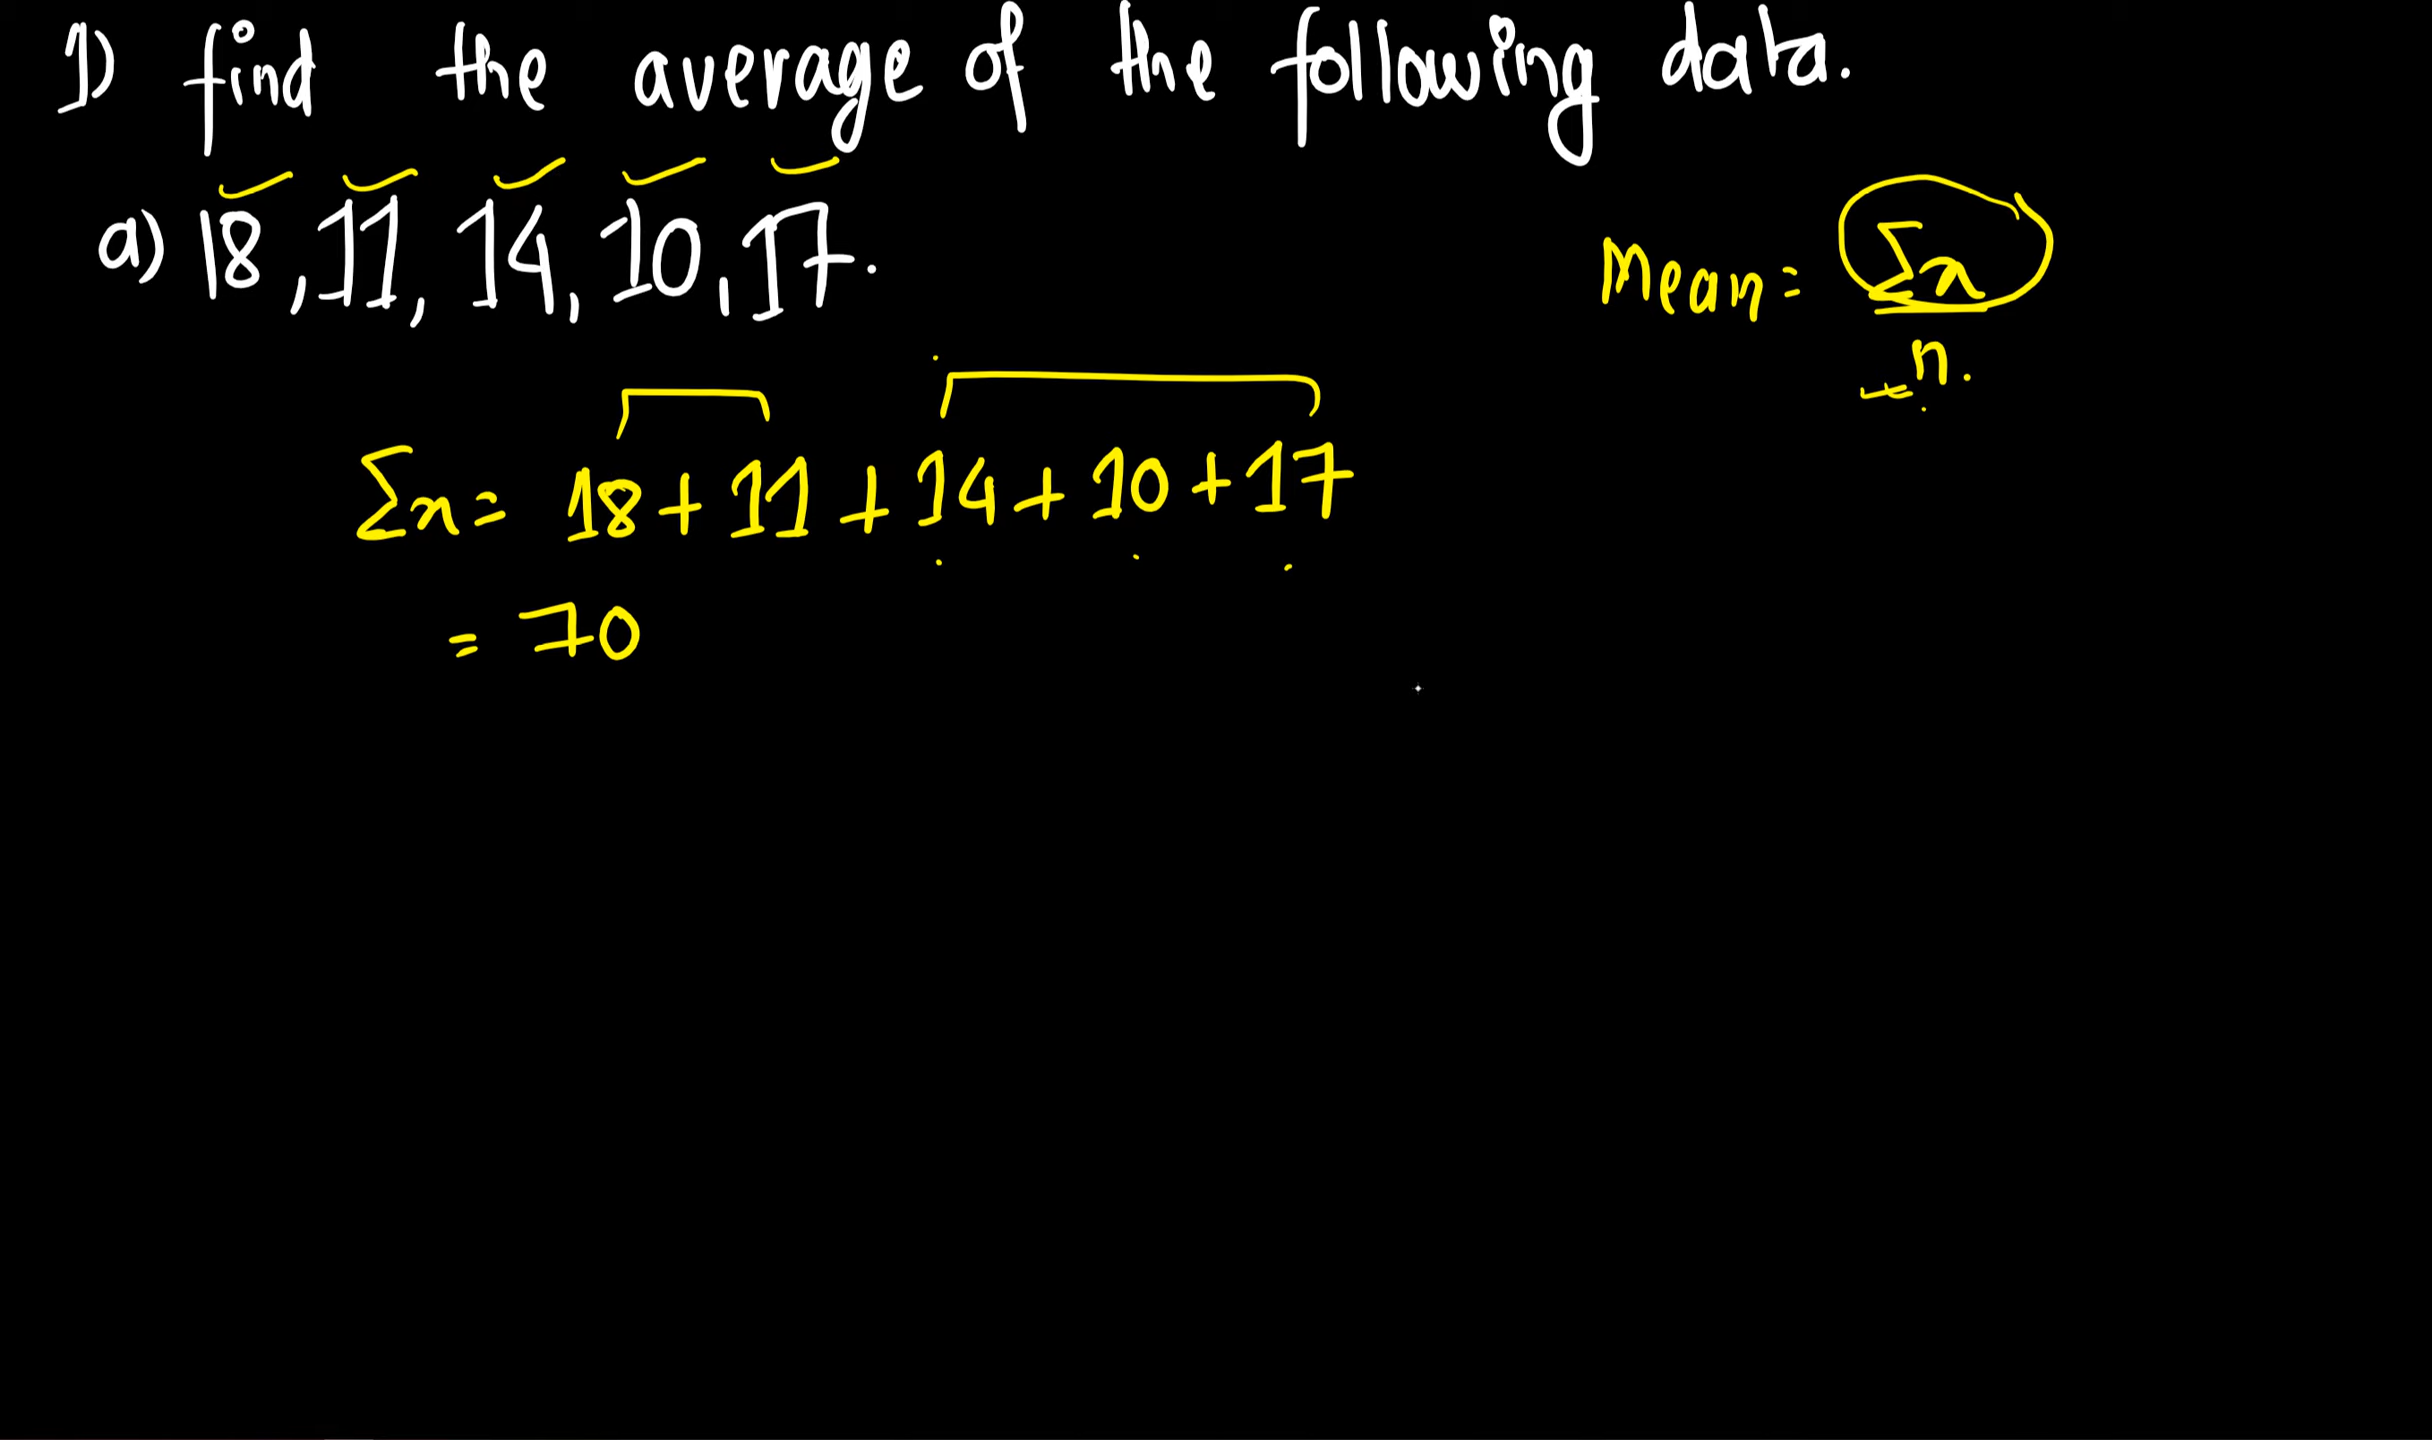 1) find the average of the following data.
a) 18, 11, 14, 10, 17.
Mean = Σx / n.
Σx = 18 + 11 + 14 + 10 + 17
= 70